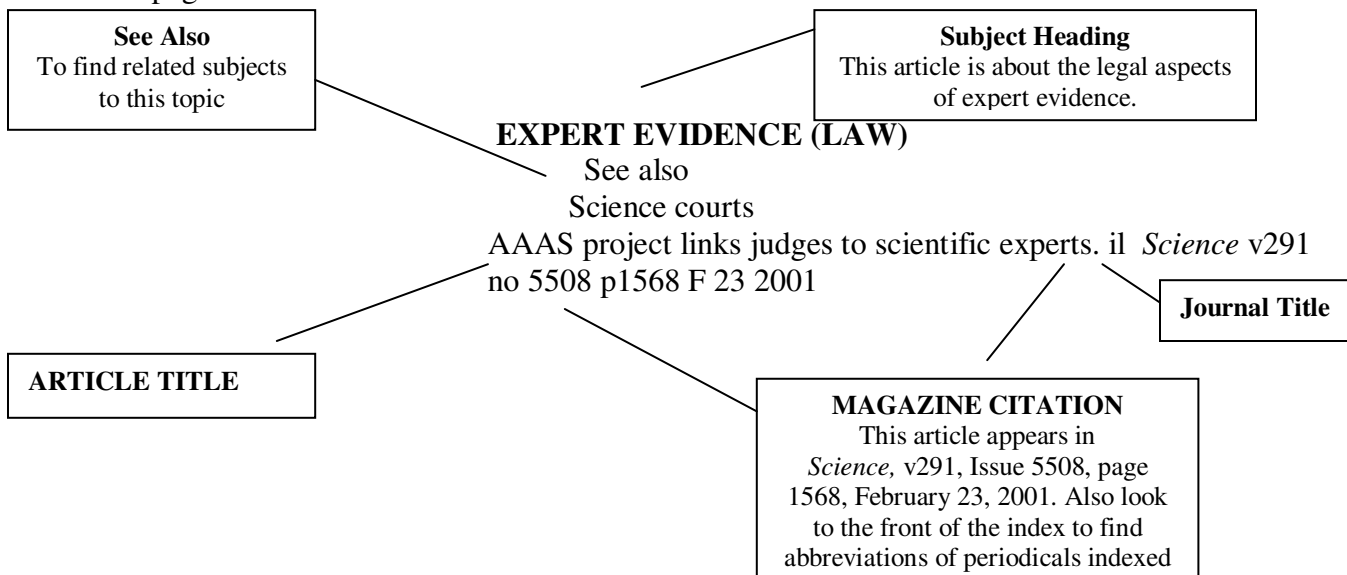 See Also
To find related subjects
to this topic
Subject Heading
This article is about the legal aspects
of expert evidence.
EXPERT EVIDENCE (LAW)
See also
Science courts
AAAS project links judges to scientific experts. il Science v291
no 5508 p1568 F 23 2001
Journal Title
ARTICLE TITLE
MAGAZINE CITATION
This article appears in
Science, v291, Issue 5508, page
1568, February 23, 2001. Also look
to the front of the index to find
abbreviations of periodicals indexed